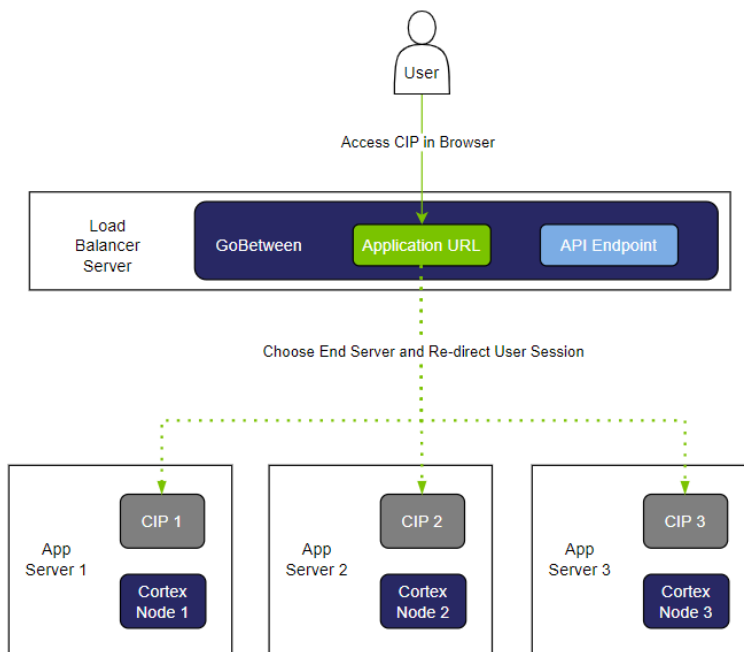 User
Access CIP in Browser
Load
Balancer
Server
GoBetween
Application URL
API Endpoint
Choose End Server and Re-direct User Session
App
Server 1
CIP 1
Cortex
Node 1
App
Server 2
CIP 2
Cortex
Node 2
App
Server 3
CIP 3
Cortex
Node 3